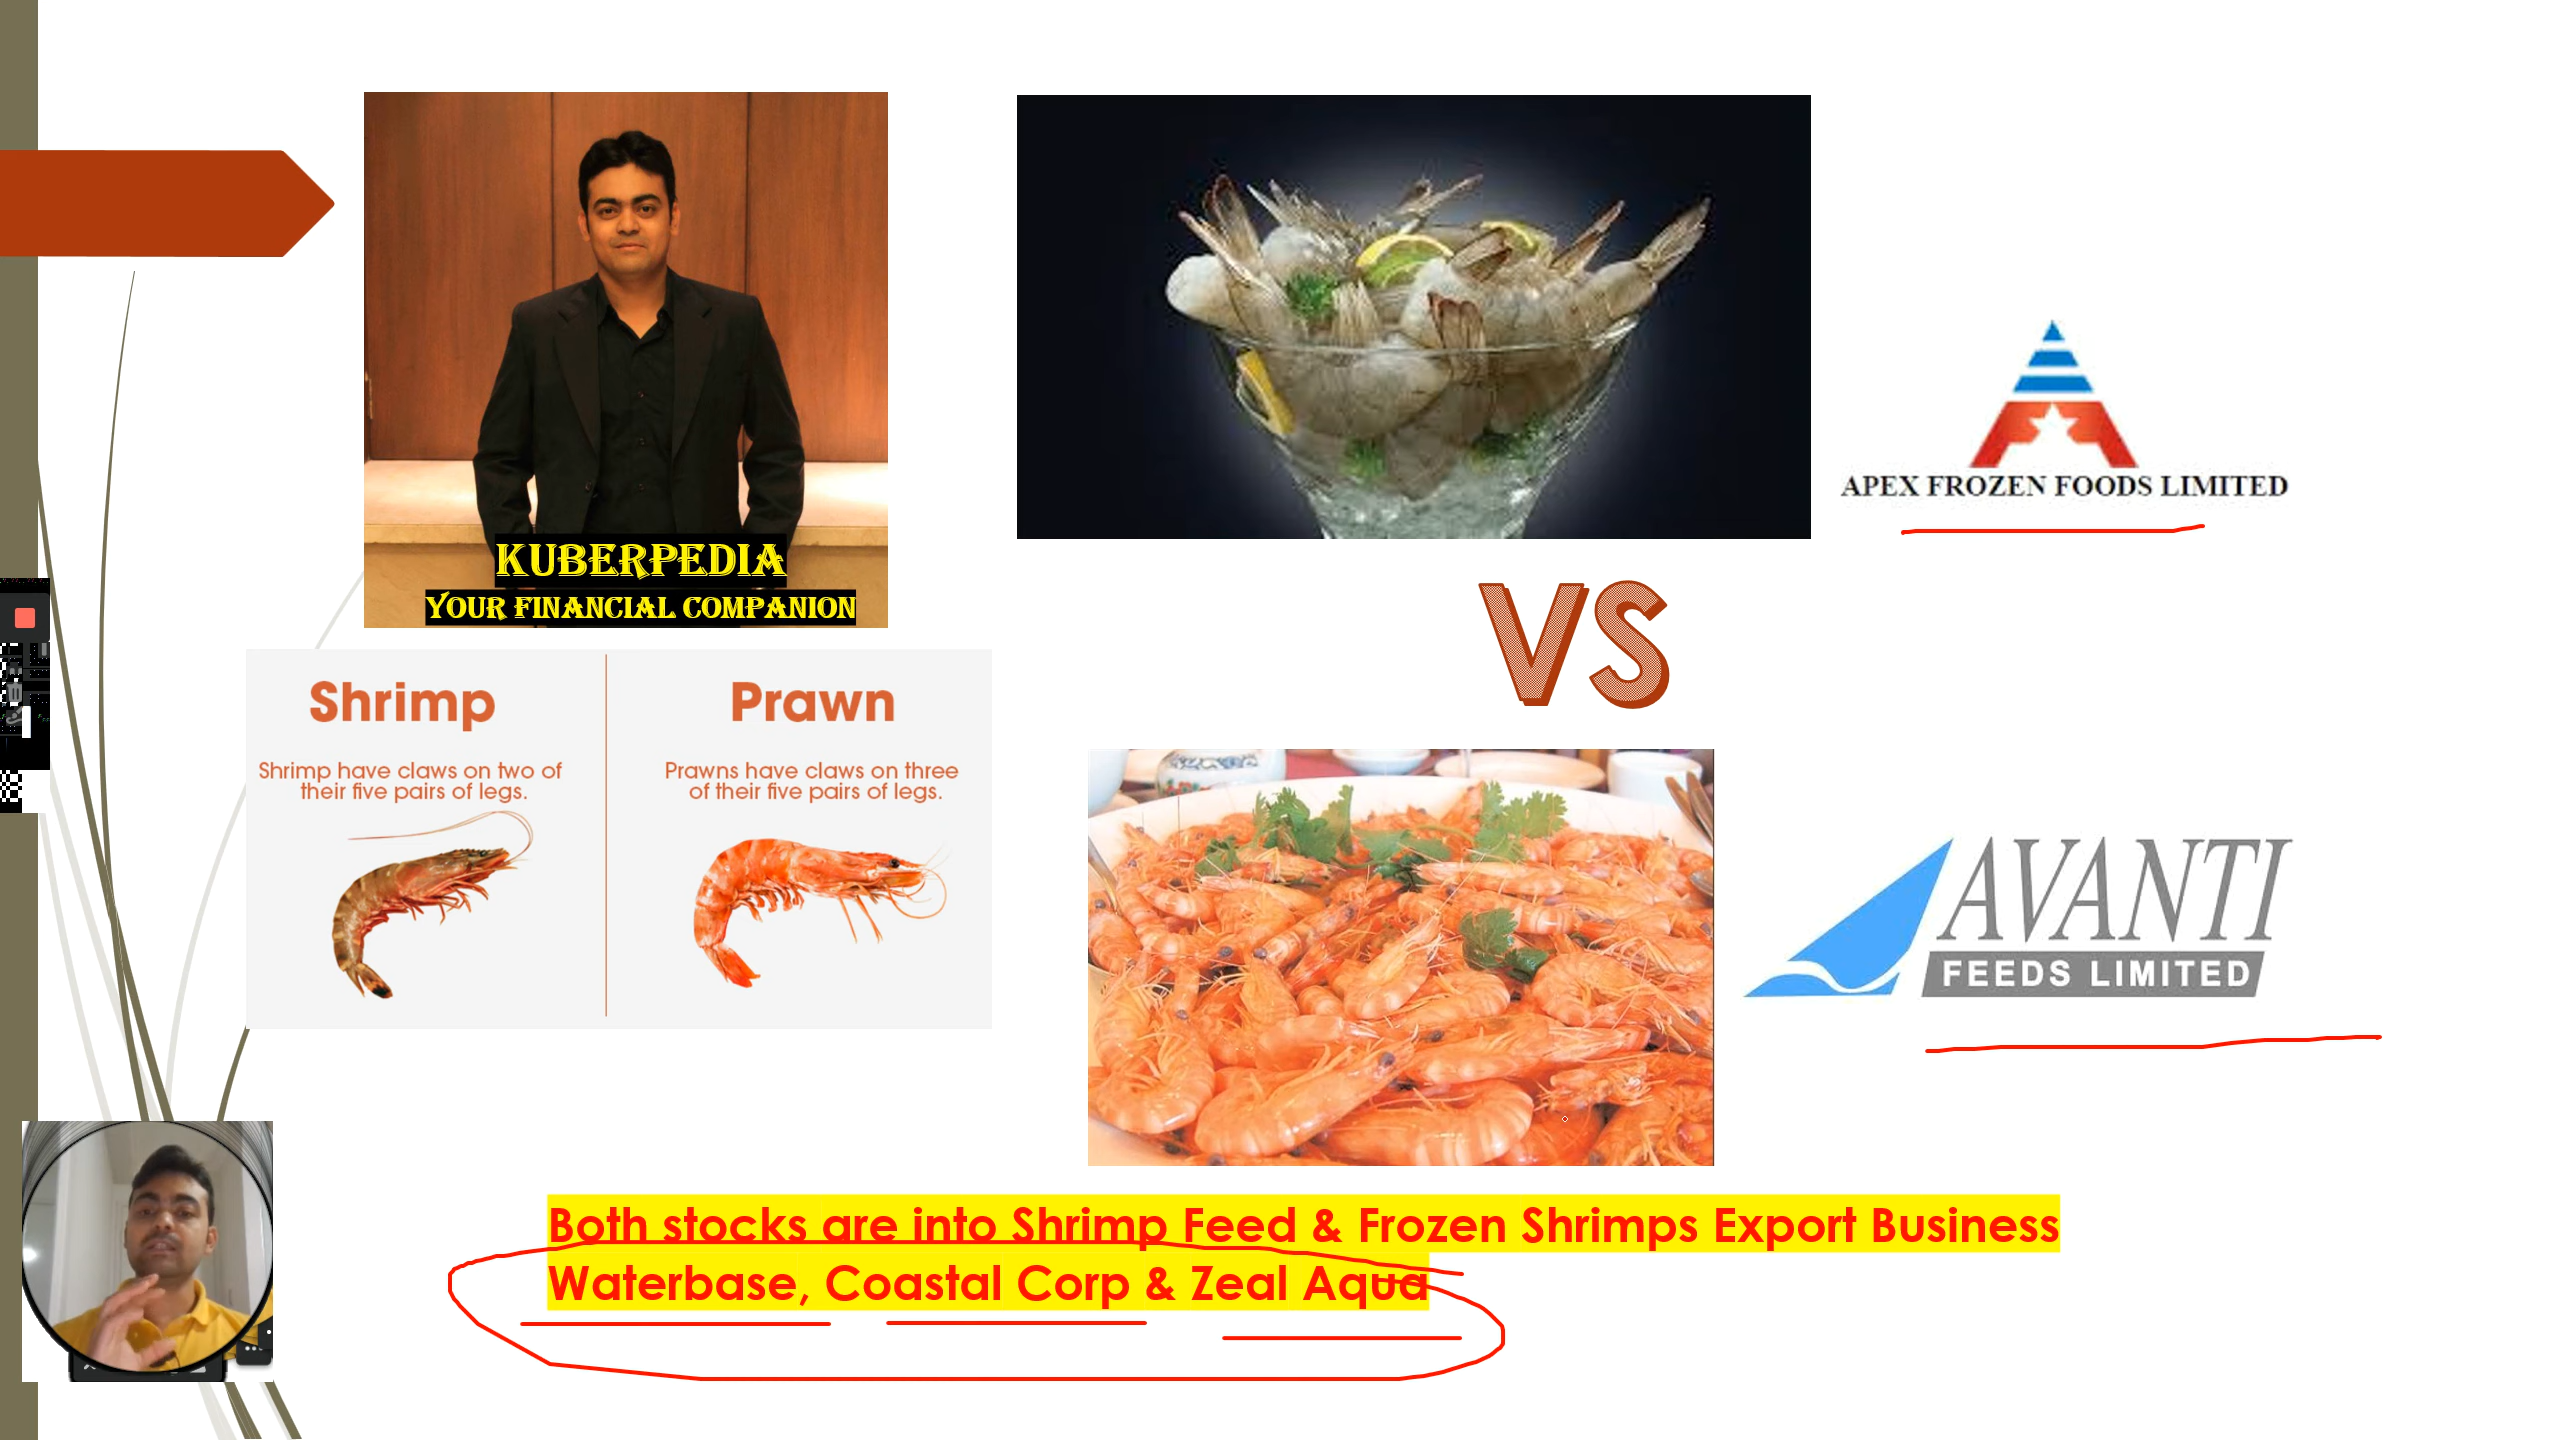 KUBERPEDIA
YOUR FINANCIAL COMPANION
APEX FROZEN FOODS LIMITED
VS
Shrimp
Shrimp have claws on two of
their five pairs of legs.
Prawn
Prawns have claws on three
of their five pairs of legs.
AVANTI
FEEDS LIMITED
Both stocks are into Shrimp Feed & Frozen Shrimps Export Business
Waterbase, Coastal Corp & Zeal Aqua